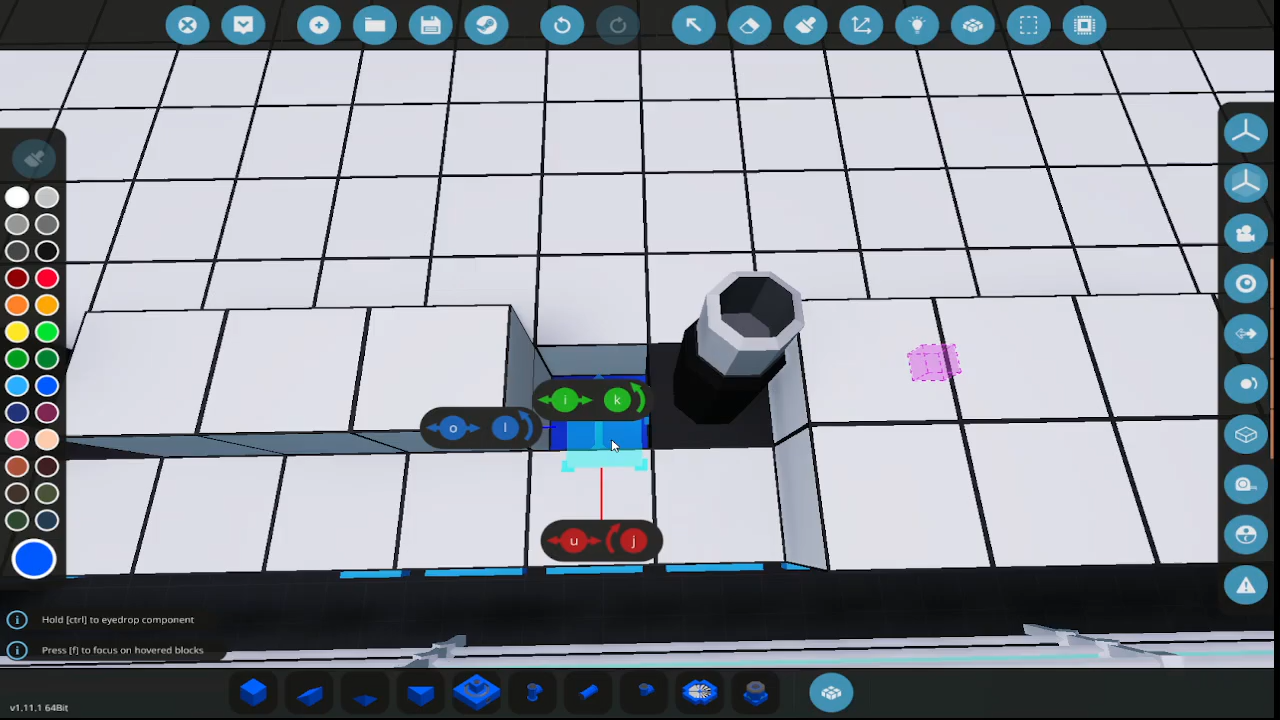 i k
o l
u j
Hold [ctrl] to eyedrop component
Press [f] to focus on hovered blocks
v1.11.1 64Bit